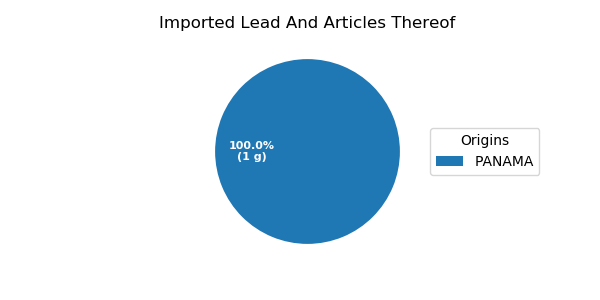 Imported Lead And Articles Thereof
100.0%
(1 g)
Origins
PANAMA